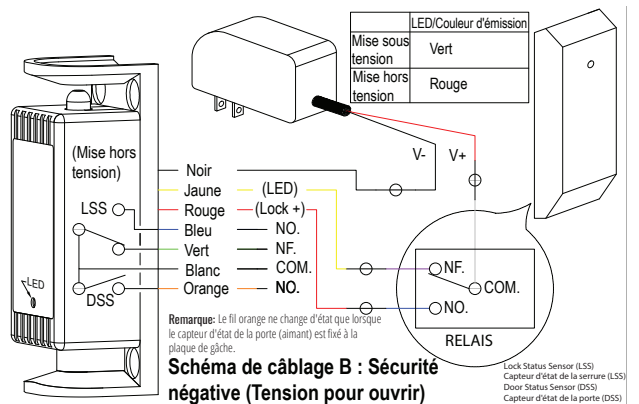 LED/Couleur d'émission
Mise sous tension
Vert
Mise hors tension
Rouge
(Mise hors tension)
V-
V+
Noir
Jaune
(LED)
LSS
Rouge
(Lock +)
Bleu
NO.
Vert
NF.
Blanc
COM.
Orange
NO.
LED
DSS
NF.
COM.
NO.
RELAIS
Remarque: Le fil orange ne change d'état que lorsque
le capteur d'état de la porte (aimant) est fixé à la
plaque de gâche.
Schéma de câblage B : Sécurité
négative (Tension pour ouvrir)
Lock Status Sensor (LSS)
Capteur d'état de la serrure (LSS)
Door Status Sensor (DSS)
Capteur d'état de la porte (DSS)